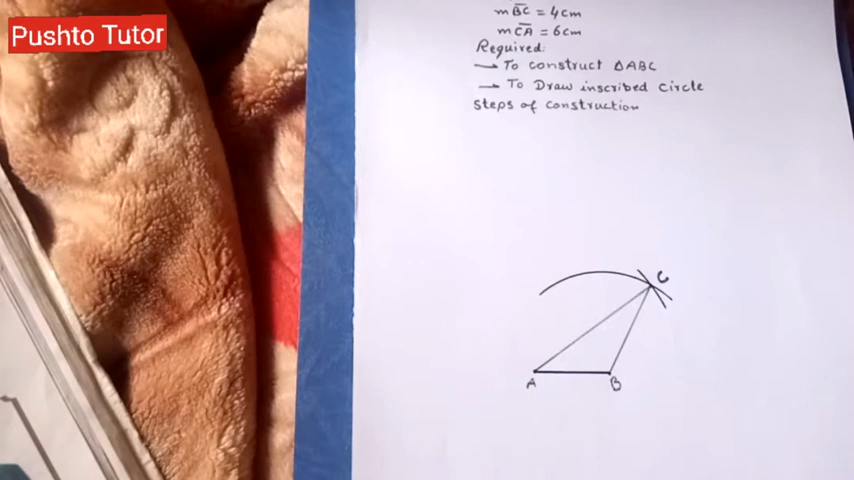 Pushto Tutor
mBC = 4cm
mCA = 6cm
Required:
→ To construct ΔABC
→ To Draw inscribed circle
steps of construction
C
A
B